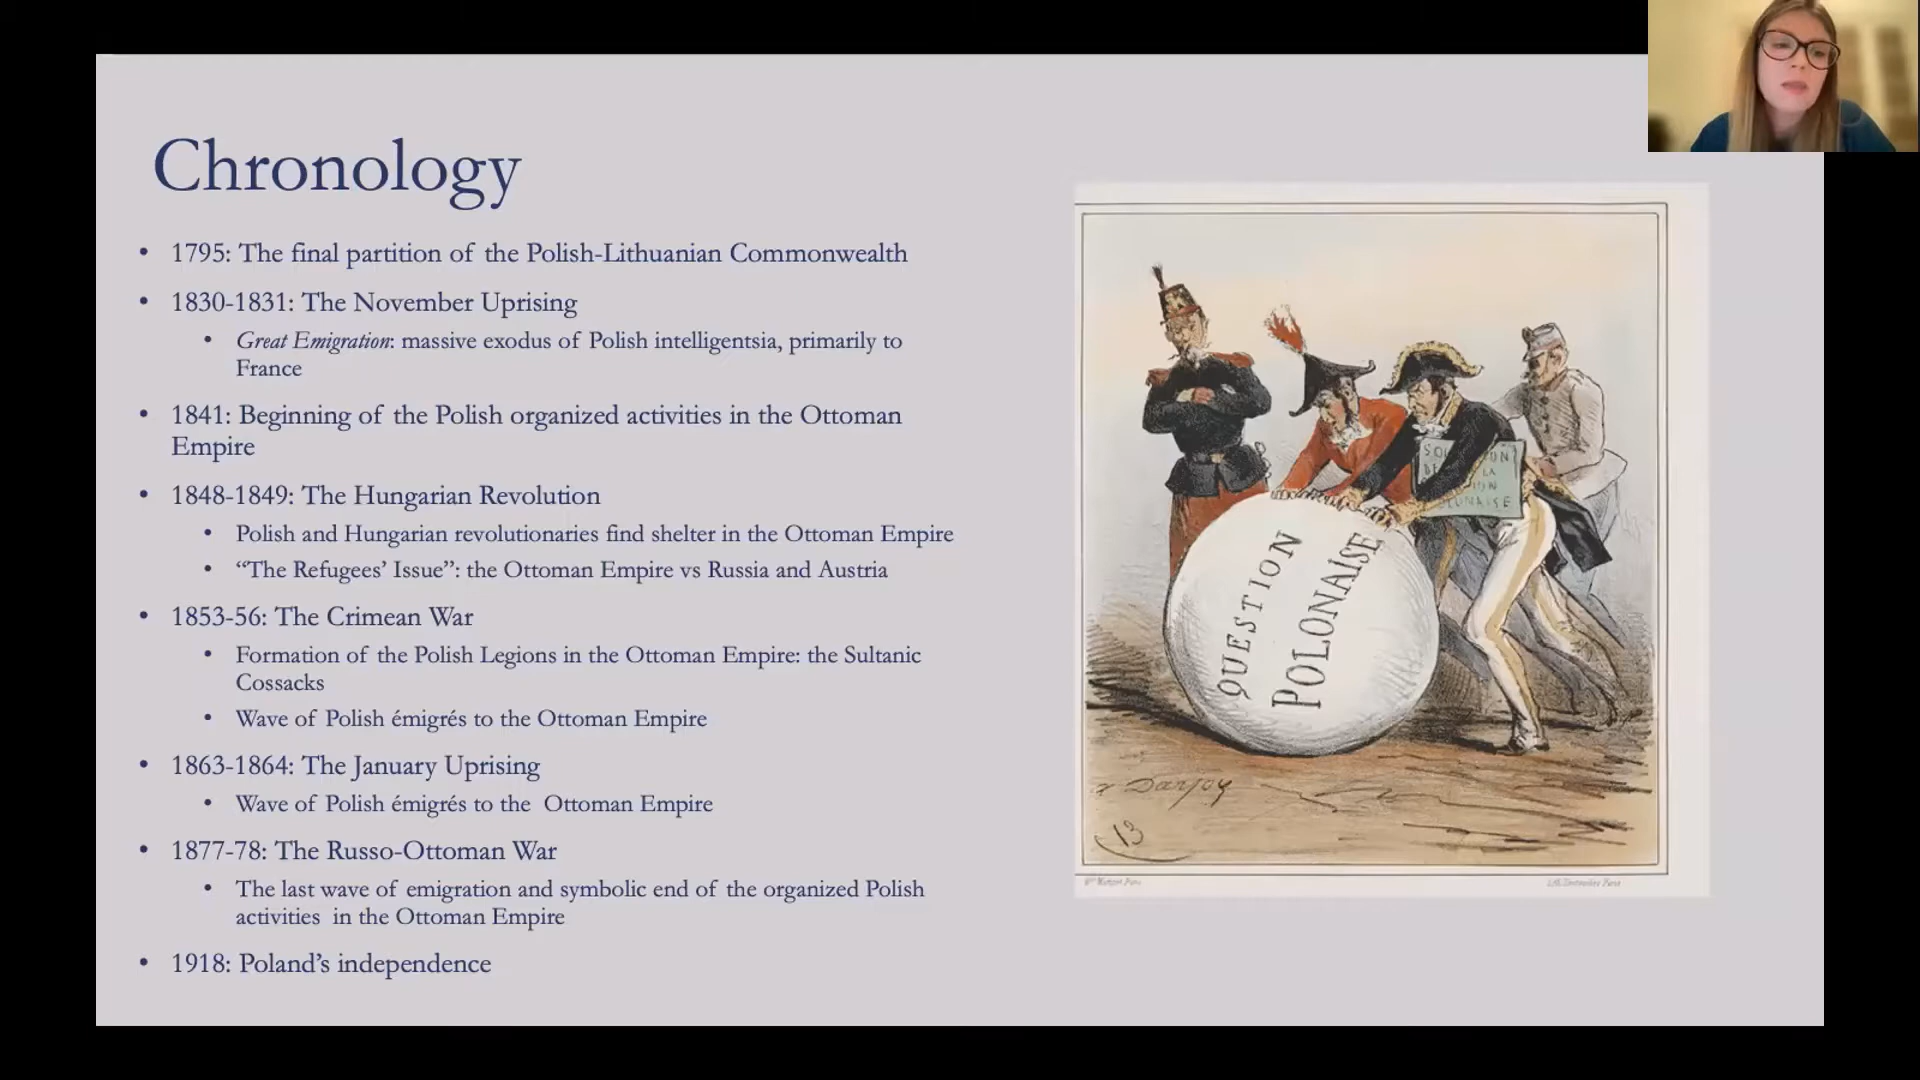 Chronology
• 1795: The final partition of the Polish-Lithuanian Commonwealth
• 1830-1831: The November Uprising
• Great Emigration: massive exodus of Polish intelligentsia, primarily to
France
• 1841: Beginning of the Polish organized activities in the Ottoman
Empire
• 1848-1849: The Hungarian Revolution
• Polish and Hungarian revolutionaries find shelter in the Ottoman Empire
• “The Refugees’ Issue”: the Ottoman Empire vs Russia and Austria
• 1853-56: The Crimean War
• Formation of the Polish Legions in the Ottoman Empire: the Sultanic
Cossacks
• Wave of Polish émigrés to the Ottoman Empire
• 1863-1864: The January Uprising
• Wave of Polish émigrés to the Ottoman Empire
• 1877-78: The Russo-Ottoman War
• The last wave of emigration and symbolic end of the organized Polish
activities in the Ottoman Empire
• 1918: Poland’s independence
LA
QUESTION
POLONAISE
Darjou
13